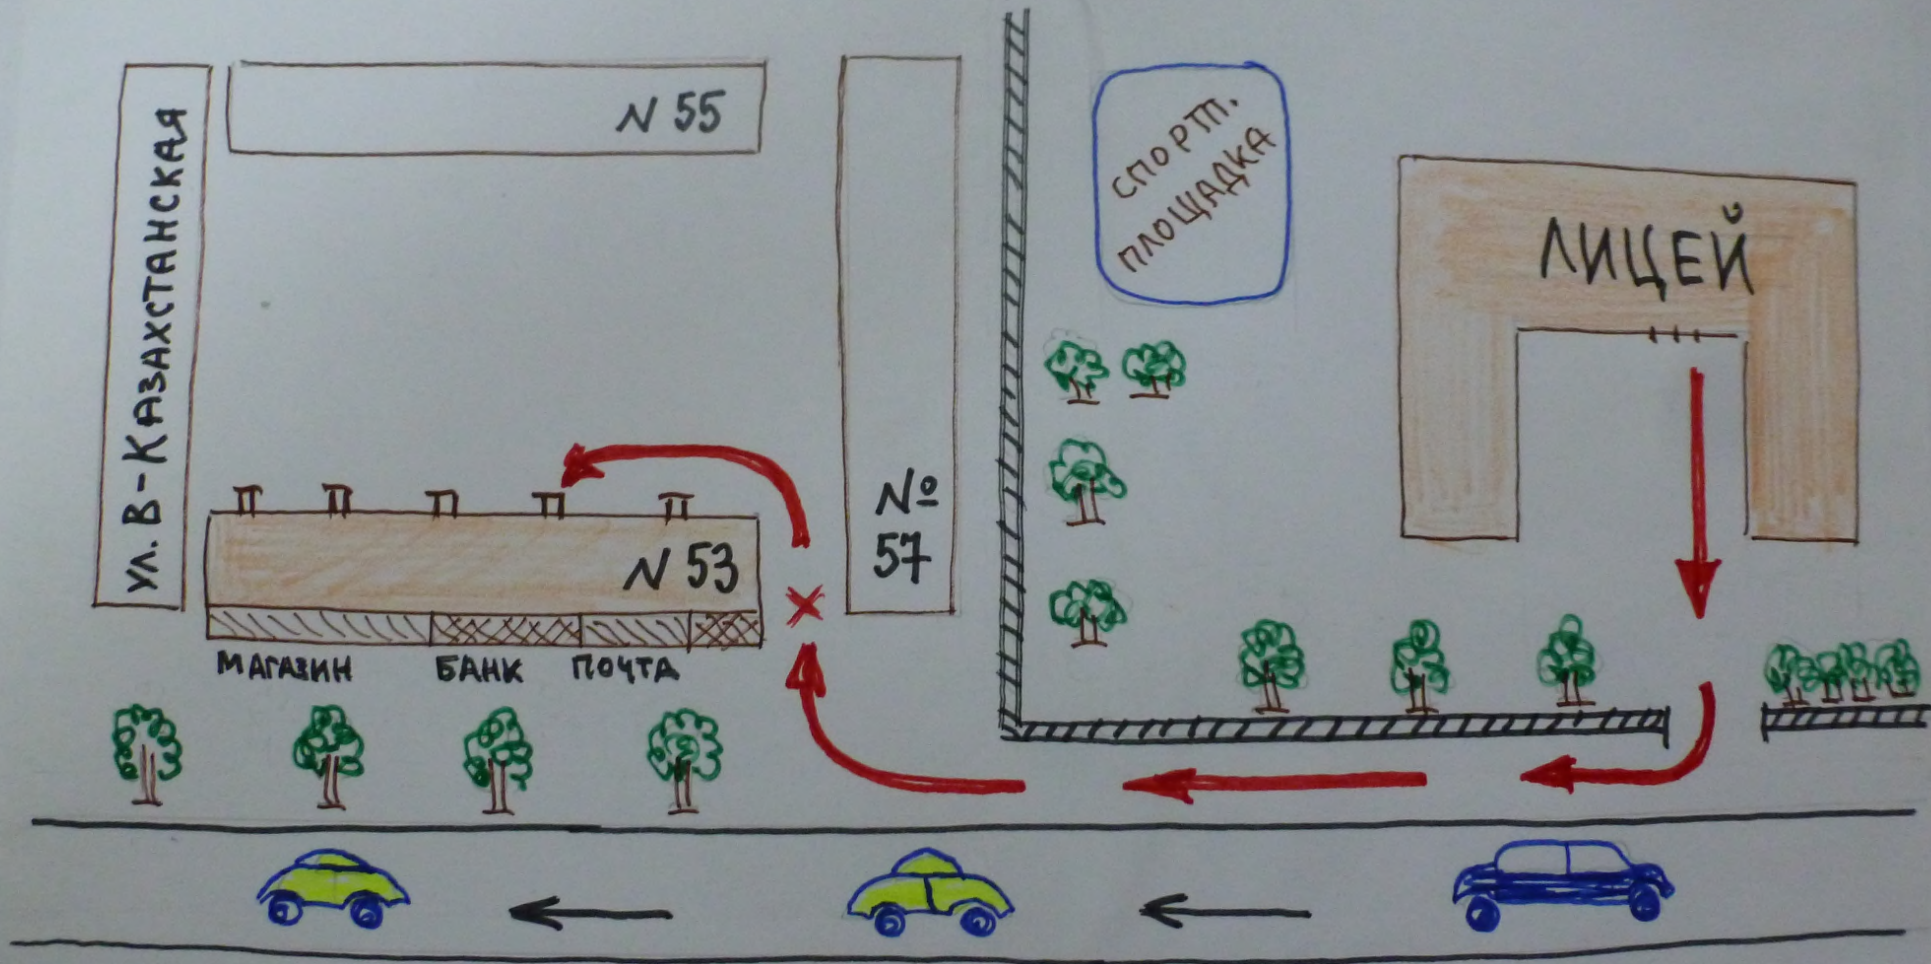 УЛ. В-КАЗАХСТАНСКАЯ
N 55
№
57
N 53
МАГАЗИН
БАНК
ПОЧТА
СПОРТ.
ПЛОЩАДКА
ЛИЦЕЙ